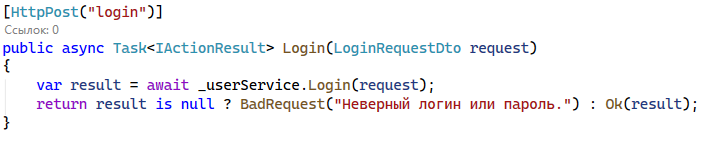 [HttpPost("login")]
Ссылок: 0
public async Task<IActionResult> Login(LoginRequestDto request)
{
    var result = await _userService.Login(request);
    return result is null ? BadRequest("Неверный логин или пароль.") : Ok(result);
}